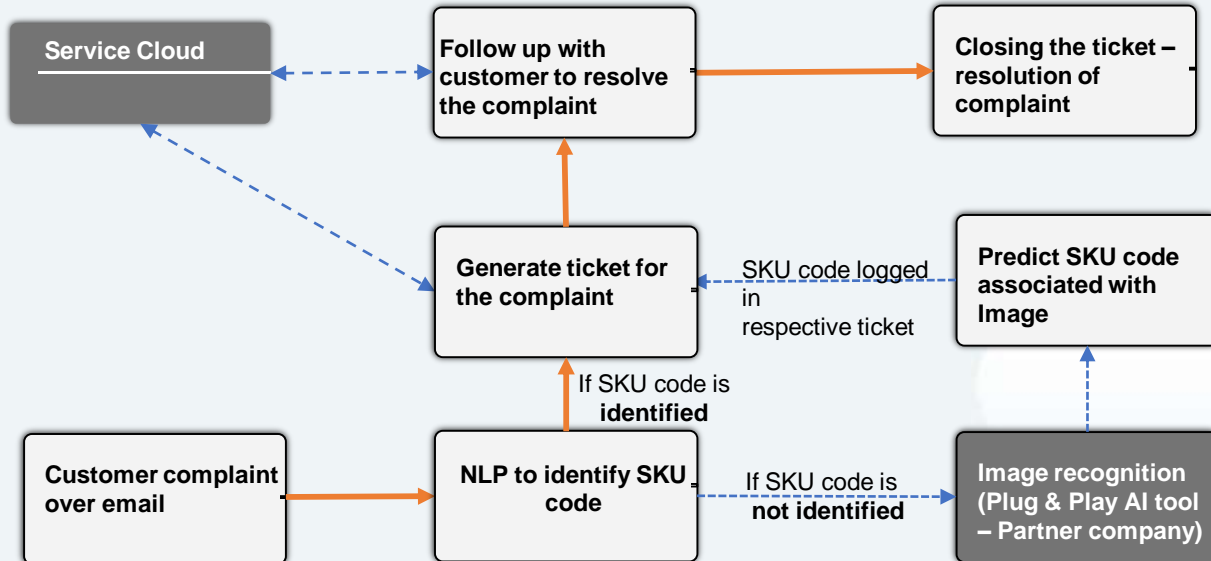 Service Cloud
Follow up with
customer to resolve
the complaint
Closing the ticket –
resolution of
complaint
Generate ticket for
the complaint
SKU code logged
in
respective ticket
Predict SKU code
associated with
Image
If SKU code is
identified
Customer complaint
over email
NLP to identify SKU
code
If SKU code is
not identified
Image recognition
(Plug & Play AI tool
– Partner company)